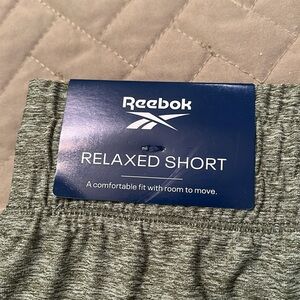 Reebok
RELAXED SHORT
A comfortable fit with room to move.